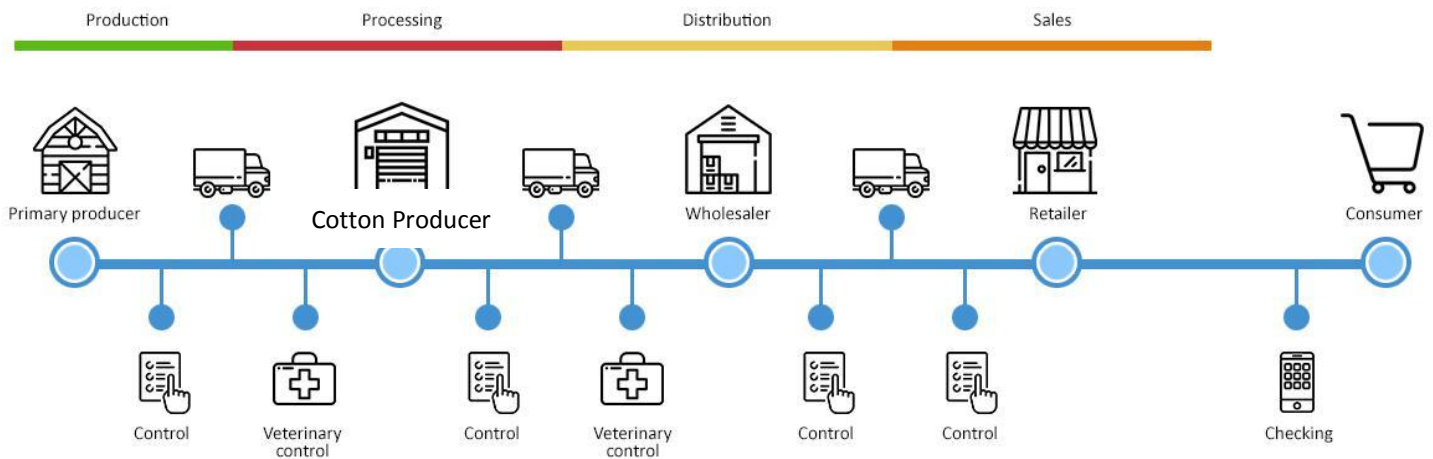 Production
Processing
Distribution
Sales
Primary producer
Cotton Producer
Wholesaler
Retailer
Consumer
Control
Veterinary
control
Control
Veterinary
control
Control
Control
Checking